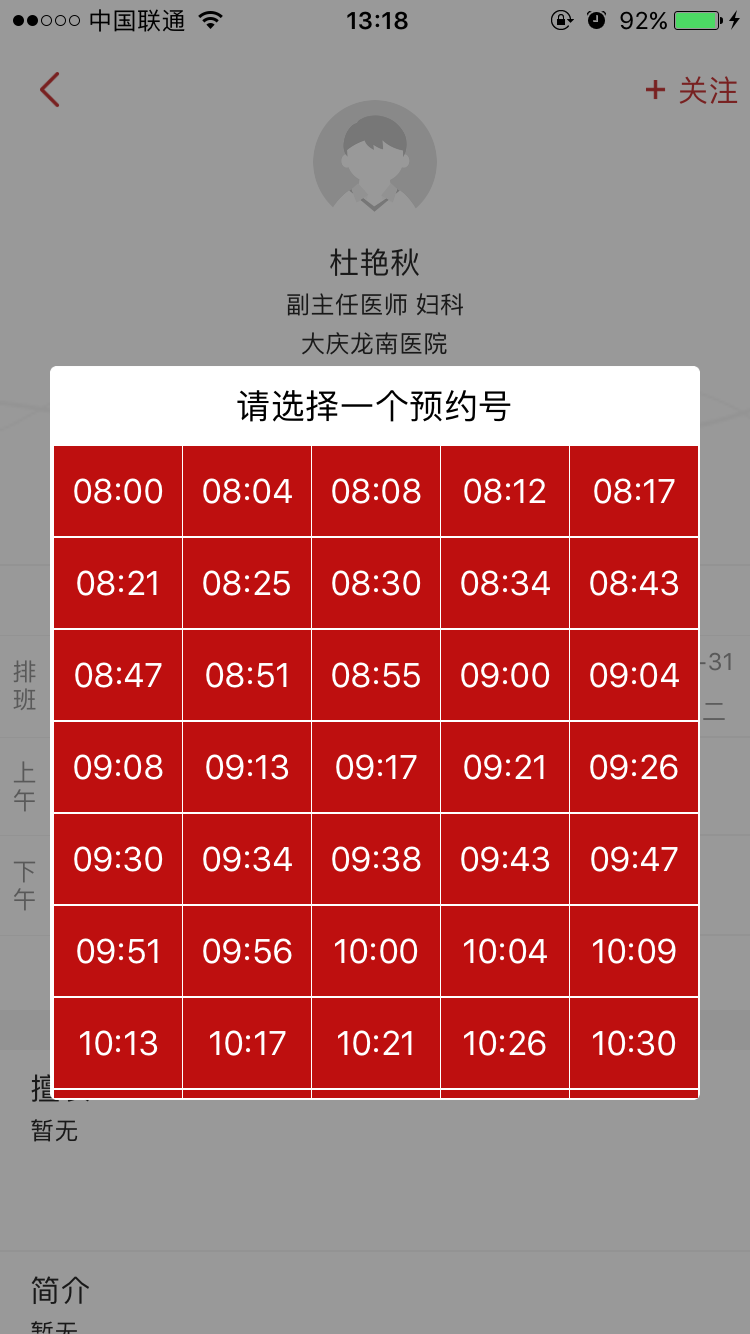 中国联通 13:18 92%
+ 关注
杜艳秋
副主任医师 妇科
大庆龙南医院
请选择一个预约号
08:00 08:04 08:08 08:12 08:17
08:21 08:25 08:30 08:34 08:43
08:47 08:51 08:55 09:00 09:04
09:08 09:13 09:17 09:21 09:26
09:30 09:34 09:38 09:43 09:47
09:51 09:56 10:00 10:04 10:09
10:13 10:17 10:21 10:26 10:30
排班
-31
二
上午
下午
擅
暂无
简介
暂无